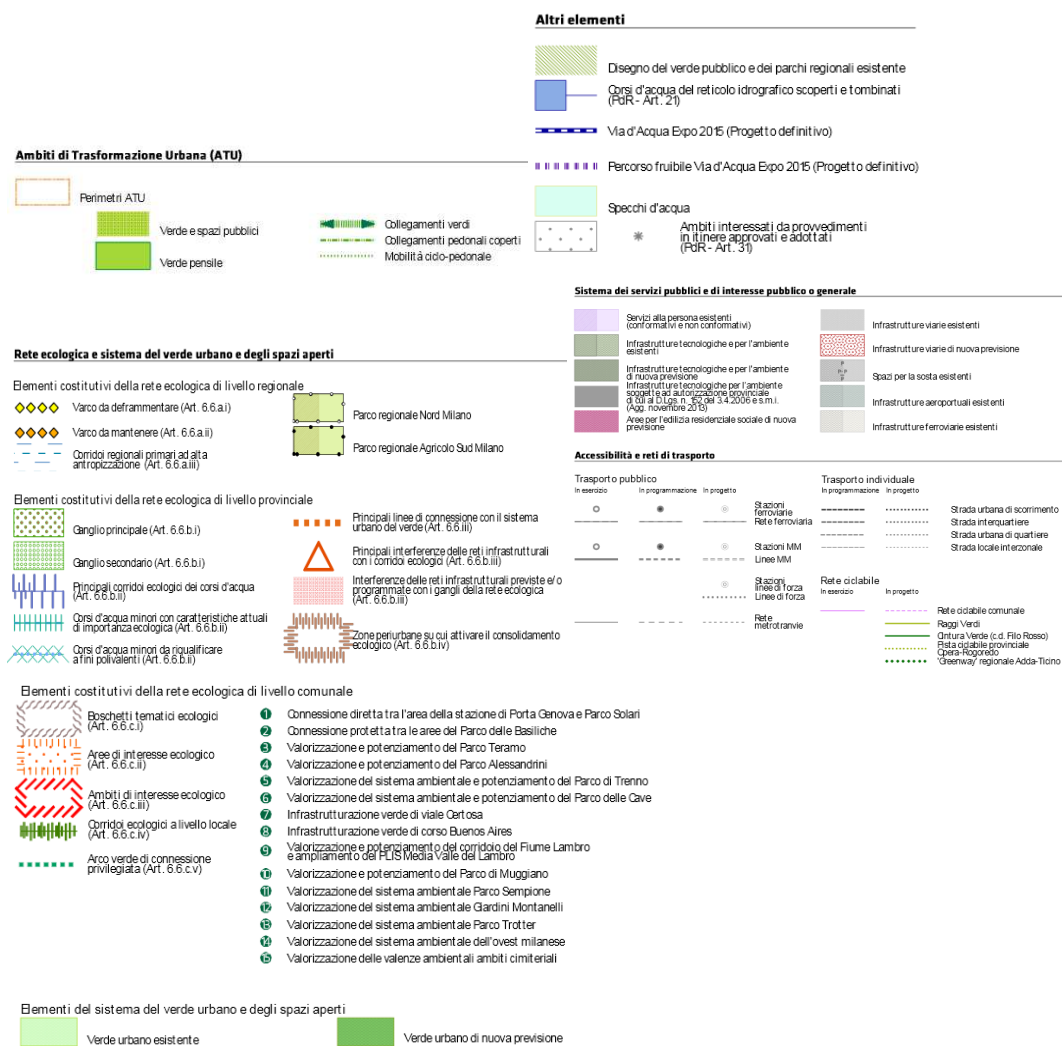 Altri elementi
Disegno del verde pubblico e dei parchi regionali esistente
Corsi d'acqua del reticolo idrografico scoperti e tombinati
(PdR - Art. 21)
Via d'Acqua Expo 2015 (Progetto definitivo)
Percorso fruibile Via d'Acqua Expo 2015 (Progetto definitivo)
Specchi d'acqua
Ambiti interessati da provvedimenti
in itinere approvati e adottati
(PdR - Art. 31)
Ambiti di Trasformazione Urbana (ATU)
Perimetri ATU
Verde e spazi pubblici
Verde pensile
Collegamenti verdi
Collegamenti pedonali coperti
Mobilità ciclo-pedonale
Sistema dei servizi pubblici e di interesse pubblico o generale
Servizi alla persona esistenti
(conformativi e non conformativi)
Infrastrutture tecnologiche e per l'ambiente
esistenti
Infrastrutture tecnologiche e per l'ambiente
di nuova previsione
Infrastrutture tecnologiche per l'ambiente
soggette ad autorizzazione provinciale
di cui al D.Lgs. n. 152 del 3.4.2006 e s.m.i.
(Agg. novembre 2013)
Aree per l'edilizia residenziale sociale di nuova
previsione
Infrastrutture viarie esistenti
Infrastrutture viarie di nuova previsione
Spazi per la sosta esistenti
Infrastrutture aeroportuali esistenti
Infrastrutture ferroviarie esistenti
Rete ecologica e sistema del verde urbano e degli spazi aperti
Elementi costitutivi della rete ecologica di livello regionale
Varco da deframmentare (Art. 6.6.a.i)
Varco da mantenere (Art. 6.6.a.ii)
Corridoi regionali primari ad alta
antropizzazione (Art. 6.6.a.iii)
Parco regionale Nord Milano
Parco regionale Agricolo Sud Milano
Elementi costitutivi della rete ecologica di livello provinciale
Ganglio principale (Art. 6.6.b.i)
Ganglio secondario (Art. 6.6.b.i)
Principali corridoi ecologici dei corsi d'acqua
(Art. 6.6.b.ii)
Corsi d'acqua minori con caratteristiche attuali
di importanza ecologica (Art. 6.6.b.ii)
Corsi d'acqua minori da riqualificare
a fini polivalenti (Art. 6.6.b.ii)
Principali linee di connessione con il sistema
urbano del verde (Art. 6.6.iii)
Principali interferenze delle reti infrastrutturali
con i corridoi ecologici (Art. 6.6.b.iii)
Interferenze delle reti infrastrutturali previste e/o
programmate con i gangli della rete ecologica
(Art. 6.6.b.iii)
Zone periurbane su cui attivare il consolidamento
ecologico (Art. 6.6.b.iv)
Accessibilità e reti di trasporto
Trasporto pubblico
In esercizio In programmazione In progetto
Stazioni
ferroviarie
Rete ferroviaria
Stazioni MM
Linee MM
Stazioni
linee di forza
Linee di forza
Rete
metrotranvie
Trasporto individuale
In programmazione In progetto
Strada urbana di scorrimento
Strada interquartiere
Strada urbana di quartiere
Strada locale interzonale
Rete ciclabile
In esercizio In progetto
Rete ciclabile comunale
Raggi Verdi
Cintura Verde (c.d. Filo Rosso)
Pista ciclabile provinciale
Opera-Rogoredo
'Greenway' regionale Adda-Ticino
Elementi costitutivi della rete ecologica di livello comunale
Boschetti tematici ecologici
(Art. 6.6.c.i)
Aree di interesse ecologico
(Art. 6.6.c.ii)
Ambiti di interesse ecologico
(Art. 6.6.c.iii)
Corridoi ecologici a livello locale
(Art. 6.6.c.iv)
Arco verde di connessione
privilegiata (Art. 6.6.c.v)
1 Connessione diretta tra l'area della stazione di Porta Genova e Parco Solari
2 Connessione protetta tra le aree del Parco delle Basiliche
3 Valorizzazione e potenziamento del Parco Teramo
4 Valorizzazione e potenziamento del Parco Alessandrini
5 Valorizzazione del sistema ambientale e potenziamento del Parco di Trenno
6 Valorizzazione del sistema ambientale e potenziamento del Parco delle Cave
7 Infrastrutturazione verde di viale Certosa
8 Infrastrutturazione verde di corso Buenos Aires
9 Valorizzazione e potenziamento del corridoio del Fiume Lambro
e ampliamento del PLIS Media Valle del Lambro
10 Valorizzazione e potenziamento del Parco di Muggiano
11 Valorizzazione del sistema ambientale Parco Sempione
12 Valorizzazione del sistema ambientale Giardini Montanelli
13 Valorizzazione del sistema ambientale Parco Trotter
14 Valorizzazione del sistema ambientale dell'ovest milanese
15 Valorizzazione delle valenze ambientali ambiti cimiteriali
Elementi del sistema del verde urbano e degli spazi aperti
Verde urbano esistente
Verde urbano di nuova previsione